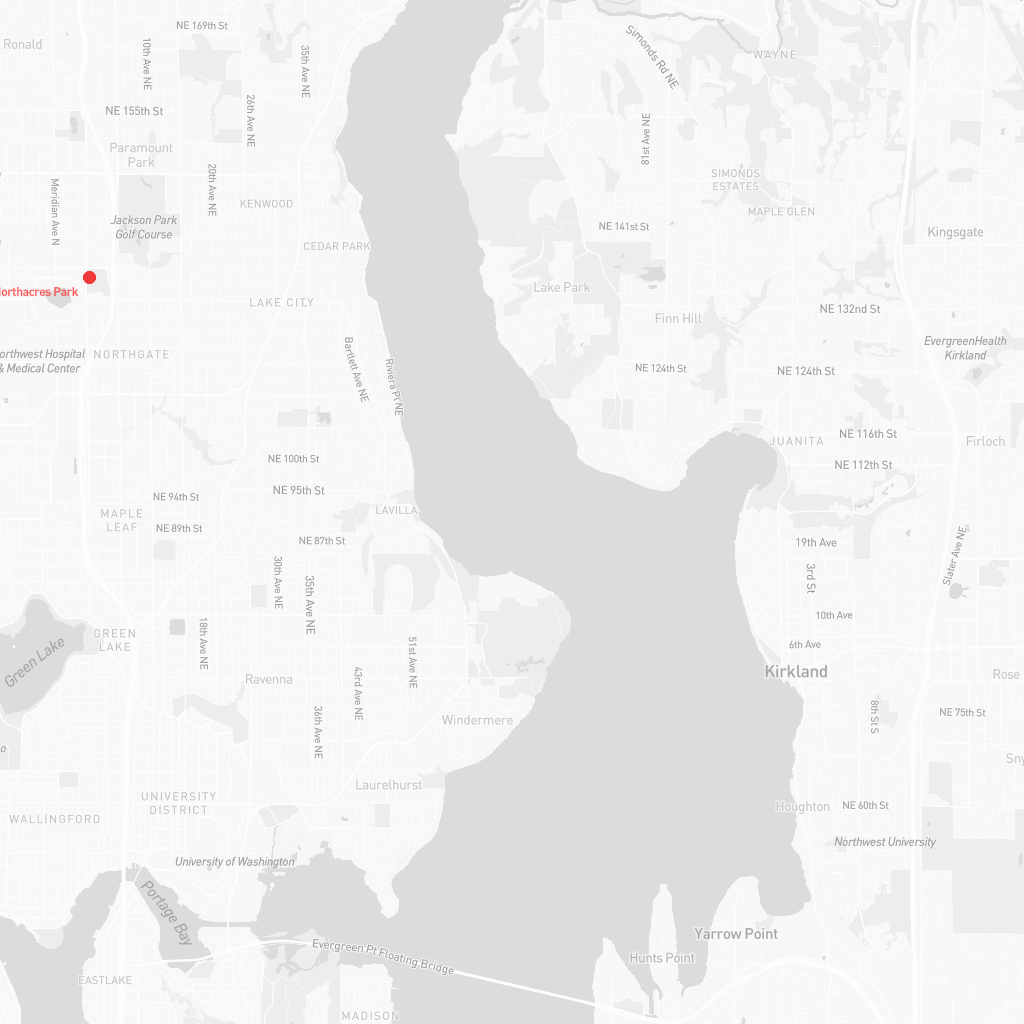 NE 169th St
Ronald
10th Ave NE
35th Ave NE
Simonds Rd NE
WAYNE
26th Ave NE
NE 155th St
81st Ave NE
Paramount
Park
20th Ave NE
Meridian Ave N
KENWOOD
SIMONDS
ESTATES
MAPLE GLEN
Jackson Park
Golf Course
NE 141st St
Kingsgate
CEDAR PARK
Northacres Park
Lake Park
LAKE CITY
NE 132nd St
Finn Hill
EvergreenHealth
Kirkland
Northwest Hospital
& Medical Center
NORTHGATE
Bartlett Ave NE
Riviera Pl NE
NE 124th St
NE 124th St
NE 116th St
JUANITA
Firloch
NE 100th St
NE 112th St
NE 95th St
NE 94th St
LAVILLA
MAPLE
LEAF
NE 89th St
NE 87th St
19th Ave
Slater Ave NE
30th Ave NE
35th Ave NE
3rd St
10th Ave
18th Ave NE
GREEN
LAKE
Green Lake
51st Ave NE
6th Ave
Kirkland
Ravenna
43rd Ave NE
Rose
36th Ave NE
Windermere
8th St S
NE 75th St
Sny
Laurelhurst
UNIVERSITY
DISTRICT
Houghton
NE 60th St
WALLINGFORD
Northwest University
University of Washington
Portage Bay
Yarrow Point
Evergreen Pt Floating Bridge
Hunts Point
EASTLAKE
MADISON